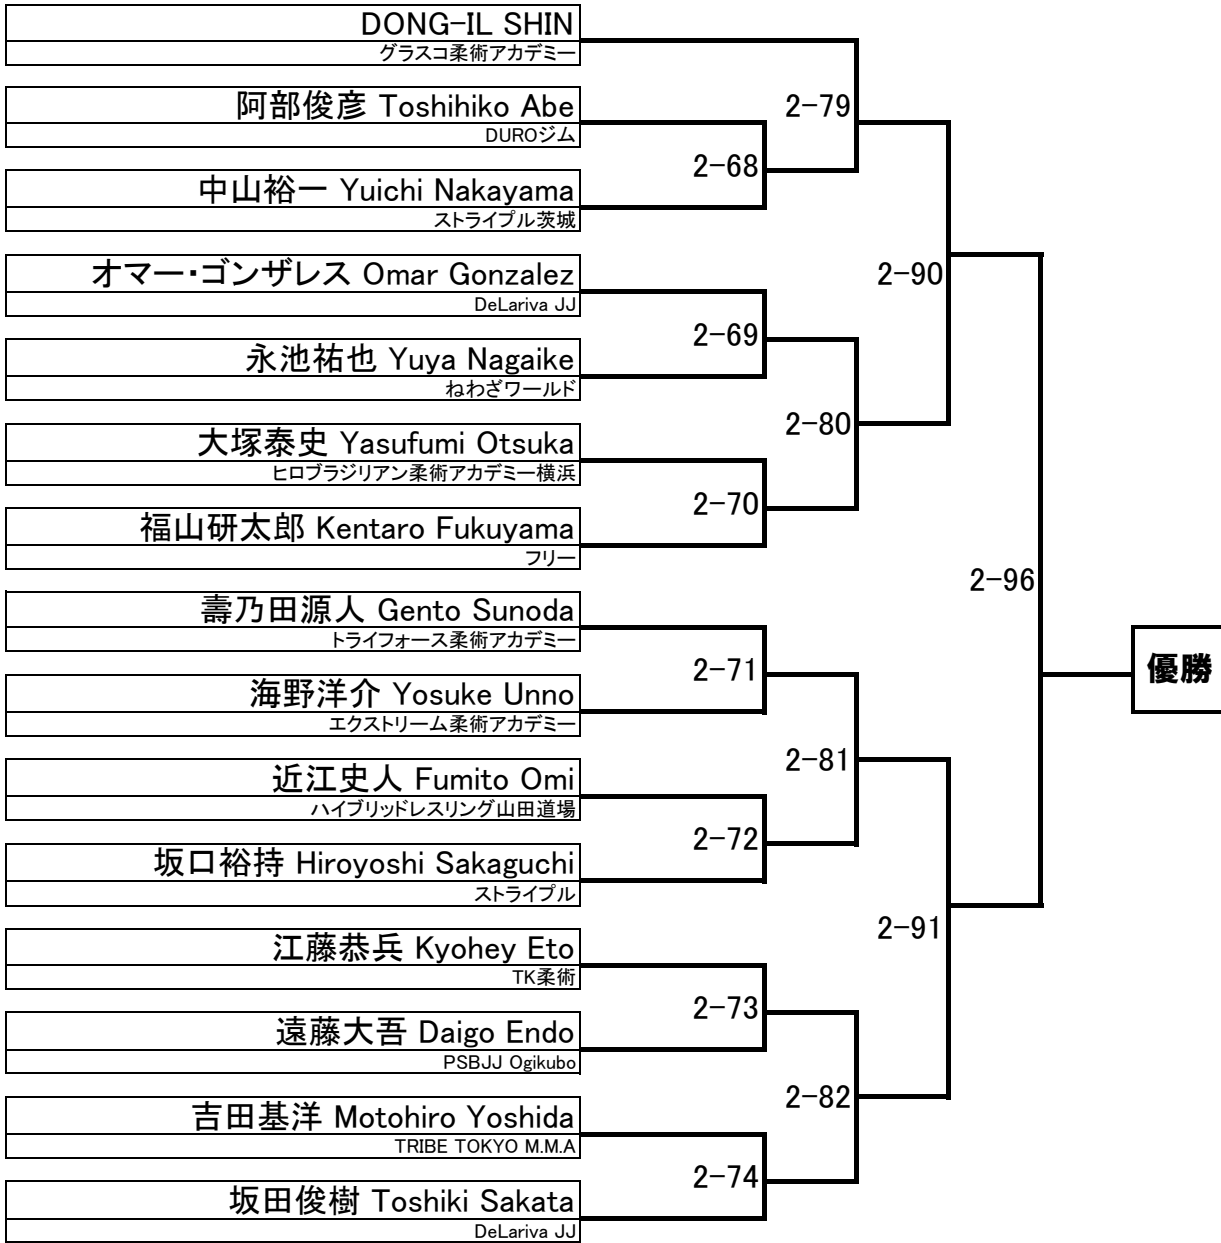 DONG-IL SHIN
グラスコ柔術アカデミー
阿部俊彦 Toshihiko Abe
DUROジム
中山裕一 Yuichi Nakayama
ストライプル茨城
オマー・ゴンザレス Omar Gonzalez
DeLariva JJ
永池祐也 Yuya Nagaike
ねわざワールド
大塚泰史 Yasufumi Otsuka
ヒロブラジリアン柔術アカデミー横浜
福山研太郎 Kentaro Fukuyama
フリー
壽乃田源人 Gento Sunoda
トライフォース柔術アカデミー
海野洋介 Yosuke Unno
エクストリーム柔術アカデミー
近江史人 Fumito Omi
ハイブリッドレスリング山田道場
坂口裕持 Hiroyoshi Sakaguchi
ストライプル
江藤恭兵 Kyohey Eto
TK柔術
遠藤大吾 Daigo Endo
PSBJJ Ogikubo
吉田基洋 Motohiro Yoshida
TRIBE TOKYO M.M.A
坂田俊樹 Toshiki Sakata
DeLariva JJ
2-68
2-69
2-70
2-71
2-72
2-73
2-74
2-79
2-80
2-81
2-82
2-90
2-91
2-96
優勝